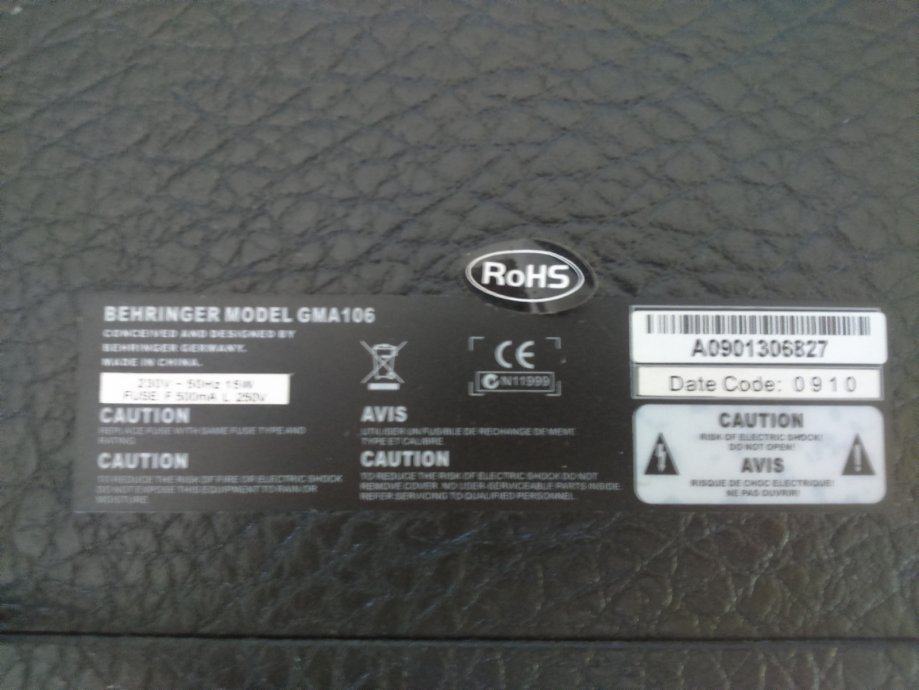 RoHS
BEHRINGER MODEL GMA106
CONCEIVED AND DESIGNED BY
BEHRINGER GERMANY.
MADE IN CHINA.
230V ~ 50Hz 15W
FUSE: F 500mA L 250V
CAUTION
REPLACE FUSE WITH SAME FUSE TYPE AND
RATING
CAUTION
TO REDUCE THE RISK OF FIRE OF ELECTRIC SHOCK
DO NOT EXPOSE THIS EQUIPMENT TO RAIN OR
MOISTURE
CE
N11999
AVIS
UTILISER UN FUSIBLE DE RECHANGE DE MEME
TYPE ET CALIBRE
CAUTION
TO REDUCE THE RISK OF ELECTRIC SHOCK DO NOT
REMOVE COVER. NO USER-SERVICEABLE PARTS INSIDE
REFER SERVICING TO QUALIFIED PERSONNEL
A0901306827
Date Code: 0910
CAUTION
RISK OF ELECTRIC SHOCK!
DO NOT OPEN!
AVIS
RISQUE DE CHOC ELECTRIQUE!
NE PAS OUVRIR!